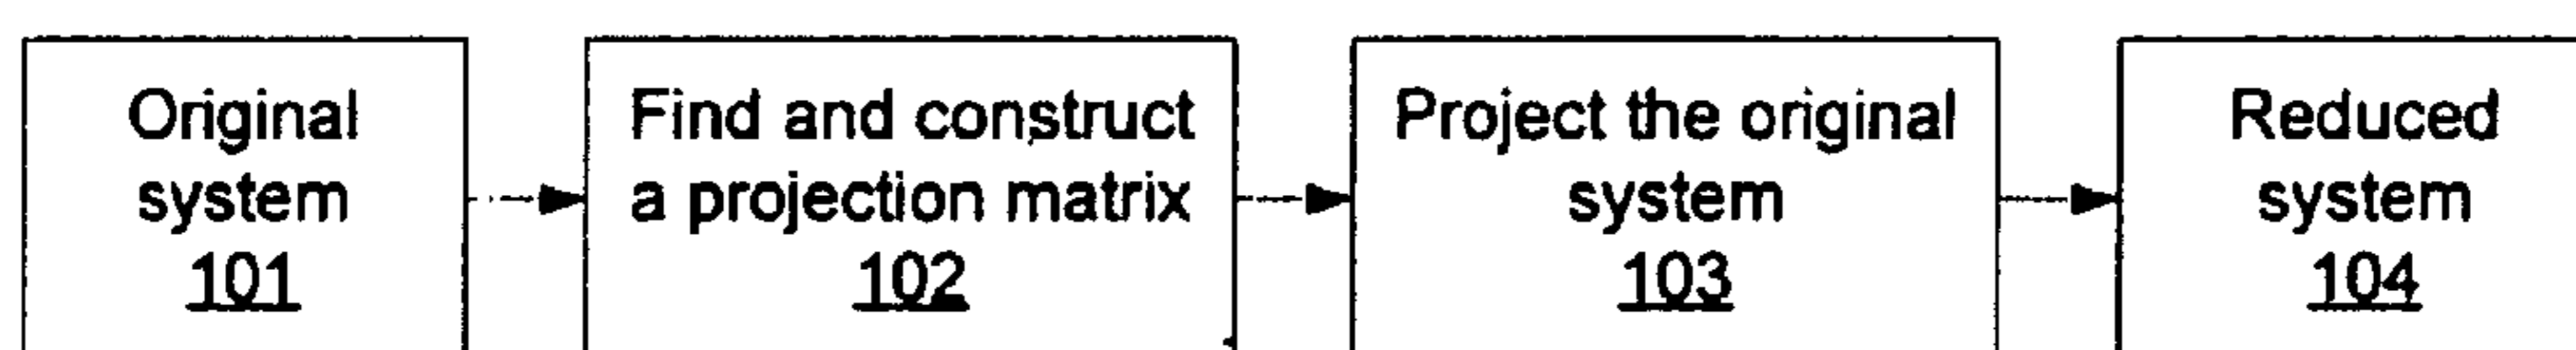 Original
system
101
Find and construct
a projection matrix
102
Project the original
system
103
Reduced
system
104